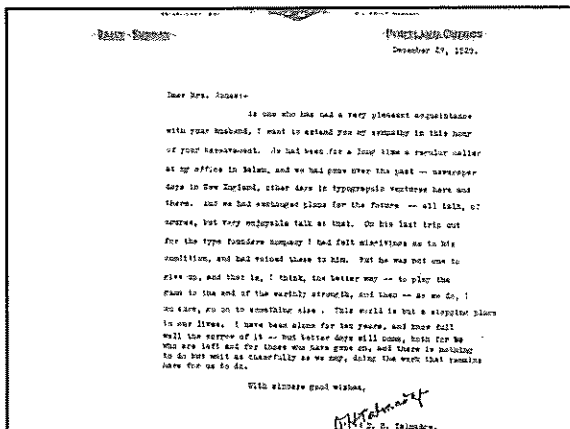 DAILY - SUNDAY
PORTLAND, OREGON
December 27, 1929.
Dear Mrs. 
As one who has had a very pleasant acquaintance
with your husband, I want to extend you my sympathy in this hour
of your bereavement. He had been for a long time a regular caller
at my office in Salem, and we had gone over the past -- newspaper
days in New England, other days in typographic ventures here and
there. And we had exchanged plans for the future -- all talk, of
course, but very enjoyable talk at that. On his last trip out
for the type founders company I had felt misgivings as to his
condition, and had voiced these to him. But he was not one to
give up, and that is, I think, the better way -- to play the
game to the end of the earthly strength, and then -- as we do, I
am sure, go on to something else. This world is but a stopping place
in our lives. I have been alone for ten years, and know full
well the sorrow of it -- but better days will come, both for we
who are left and for those who have gone on, and there is nothing
to do but wait as cheerfully as we may, doing the work that remains
here for us to do.
With sincere good wishes,
Talmadge
Talmadge.